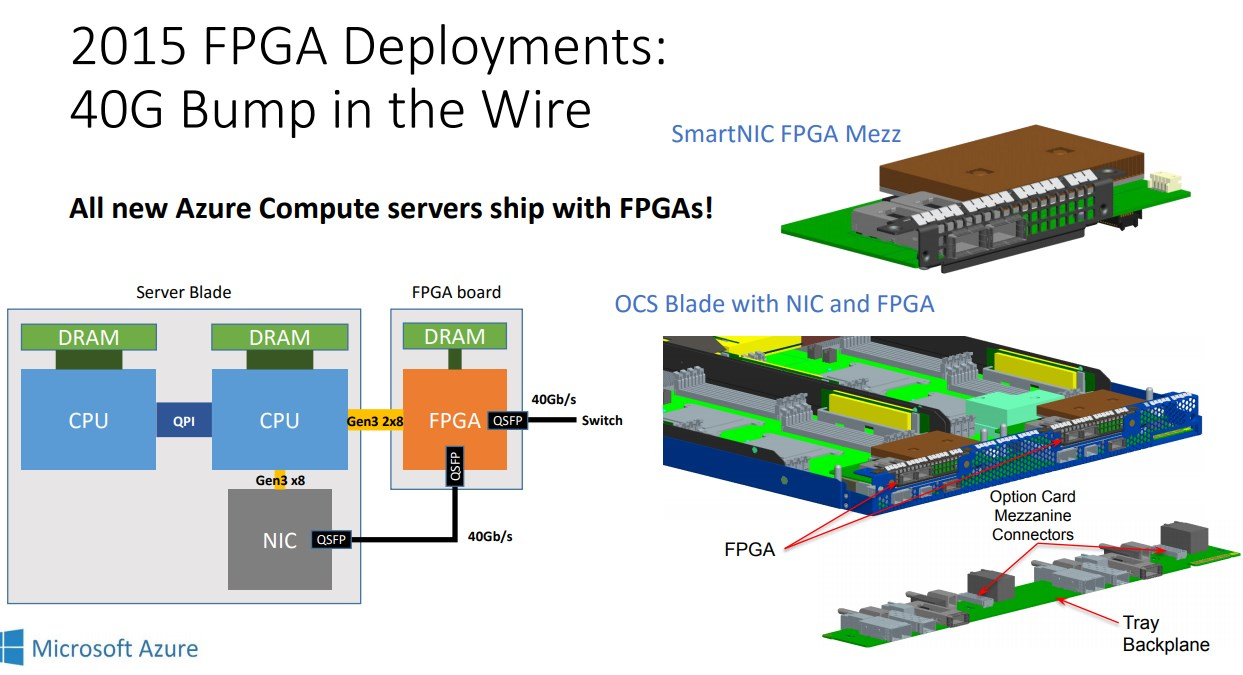 2015 FPGA Deployments:
40G Bump in the Wire
SmartNIC FPGA Mezz
All new Azure Compute servers ship with FPGAs!
Server Blade
FPGA board
OCS Blade with NIC and FPGA
DRAM
DRAM
DRAM
CPU
QPI
CPU
Gen3 2x8
FPGA
QSFP
40Gb/s
Switch
QSFP
Gen3 x8
NIC
QSFP
40Gb/s
FPGA
Option Card
Mezzanine
Connectors
Tray
Backplane
Microsoft Azure